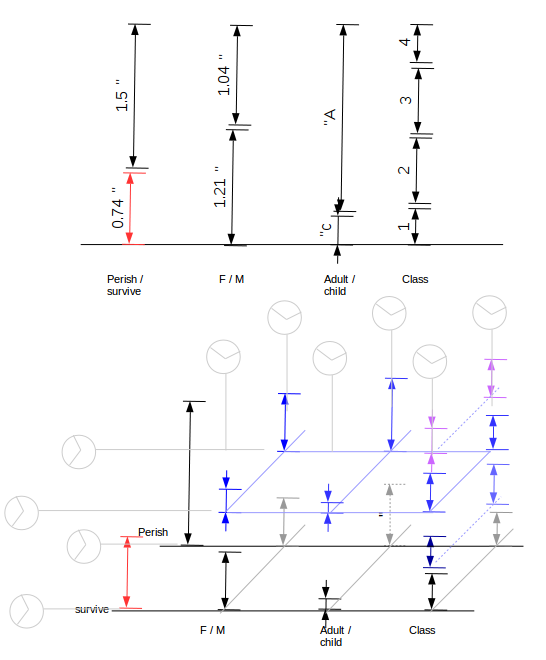 1.5 "
0.74 "
1.04 "
1.21 "
"A
"c
4
3
2
1
Perish /
survive
F / M
Adult /
child
Class
Perish
survive
F / M
Adult /
child
Class